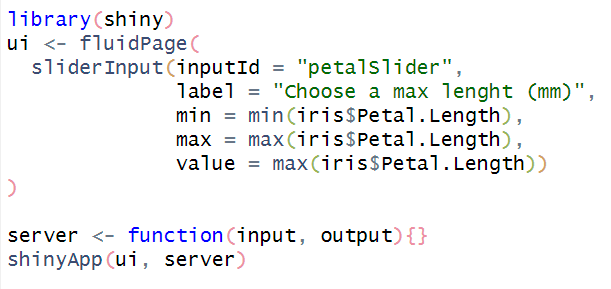 library(shiny)
ui <- fluidPage(
  sliderInput(inputId = "petalSlider",
              label = "Choose a max lenght (mm)",
              min = min(iris$Petal.Length),
              max = max(iris$Petal.Length),
              value = max(iris$Petal.Length))
)

server <- function(input, output){}
shinyApp(ui, server)